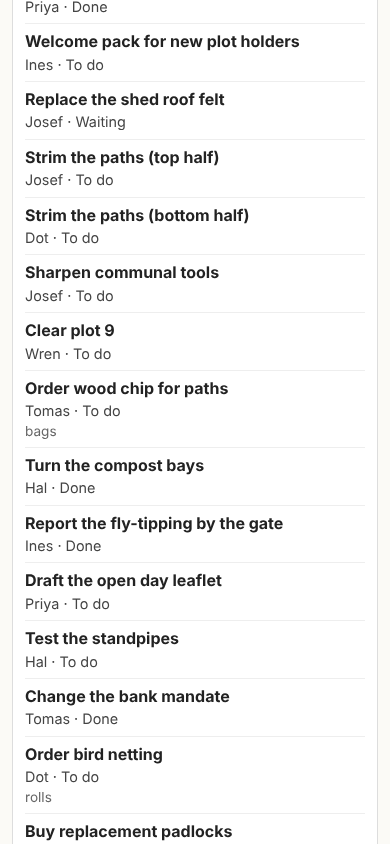 Priya · Done
Welcome pack for new plot holders
Ines · To do
Replace the shed roof felt
Josef · Waiting
Strim the paths (top half)
Josef · To do
Strim the paths (bottom half)
Dot · To do
Sharpen communal tools
Josef · To do
Clear plot 9
Wren · To do
Order wood chip for paths
Tomas · To do
bags
Turn the compost bays
Hal · Done
Report the fly-tipping by the gate
Ines · Done
Draft the open day leaflet
Priya · To do
Test the standpipes
Hal · To do
Change the bank mandate
Tomas · Done
Order bird netting
Dot · To do
rolls
Buy replacement padlocks